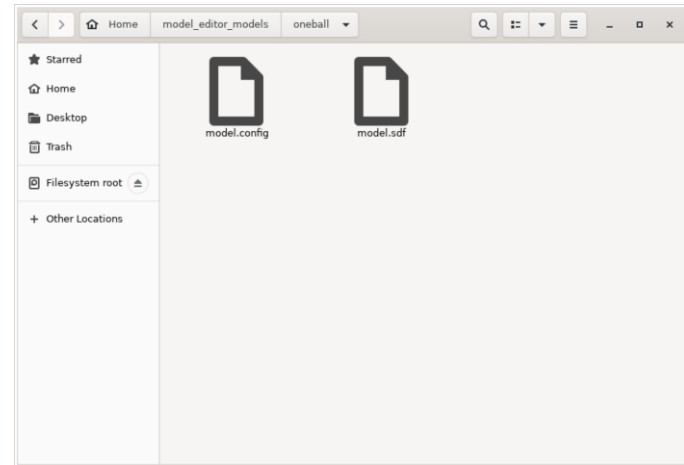 Home model_editor_models oneball
Starred
Home
Desktop
Trash
Filesystem root
+ Other Locations
model.config model.sdf